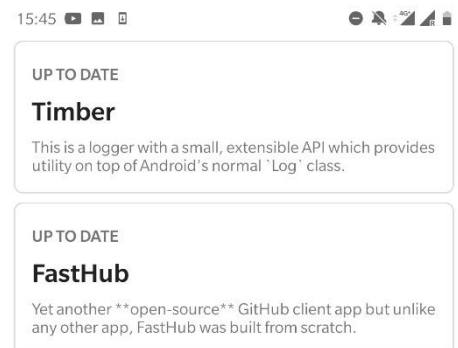 15:45
4G+
R
UP TO DATE
Timber
This is a logger with a small, extensible API which provides
utility on top of Android's normal `Log` class.
UP TO DATE
FastHub
Yet another **open-source** GitHub client app but unlike
any other app, FastHub was built from scratch.